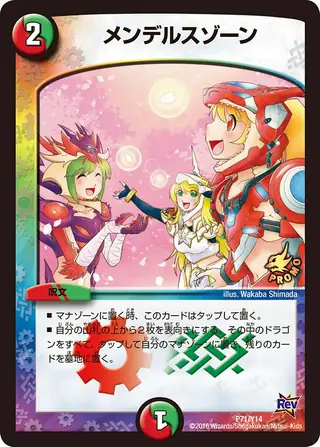 2
メンデルスゾーン
illus. Wakaba Shimada
PROMO
呪文
■ マナゾーンに置く時、このカードはタップして置く。
■ 自分の山札の上から2枚を表向きにする。その中のドラゴン
をすべて、タップして自分のマナゾーンに置き、残りのカード
を墓地に置く。
1
Rev
P71/Y14
©2016 Wizards/Shogakukan/Mitsui-Kids